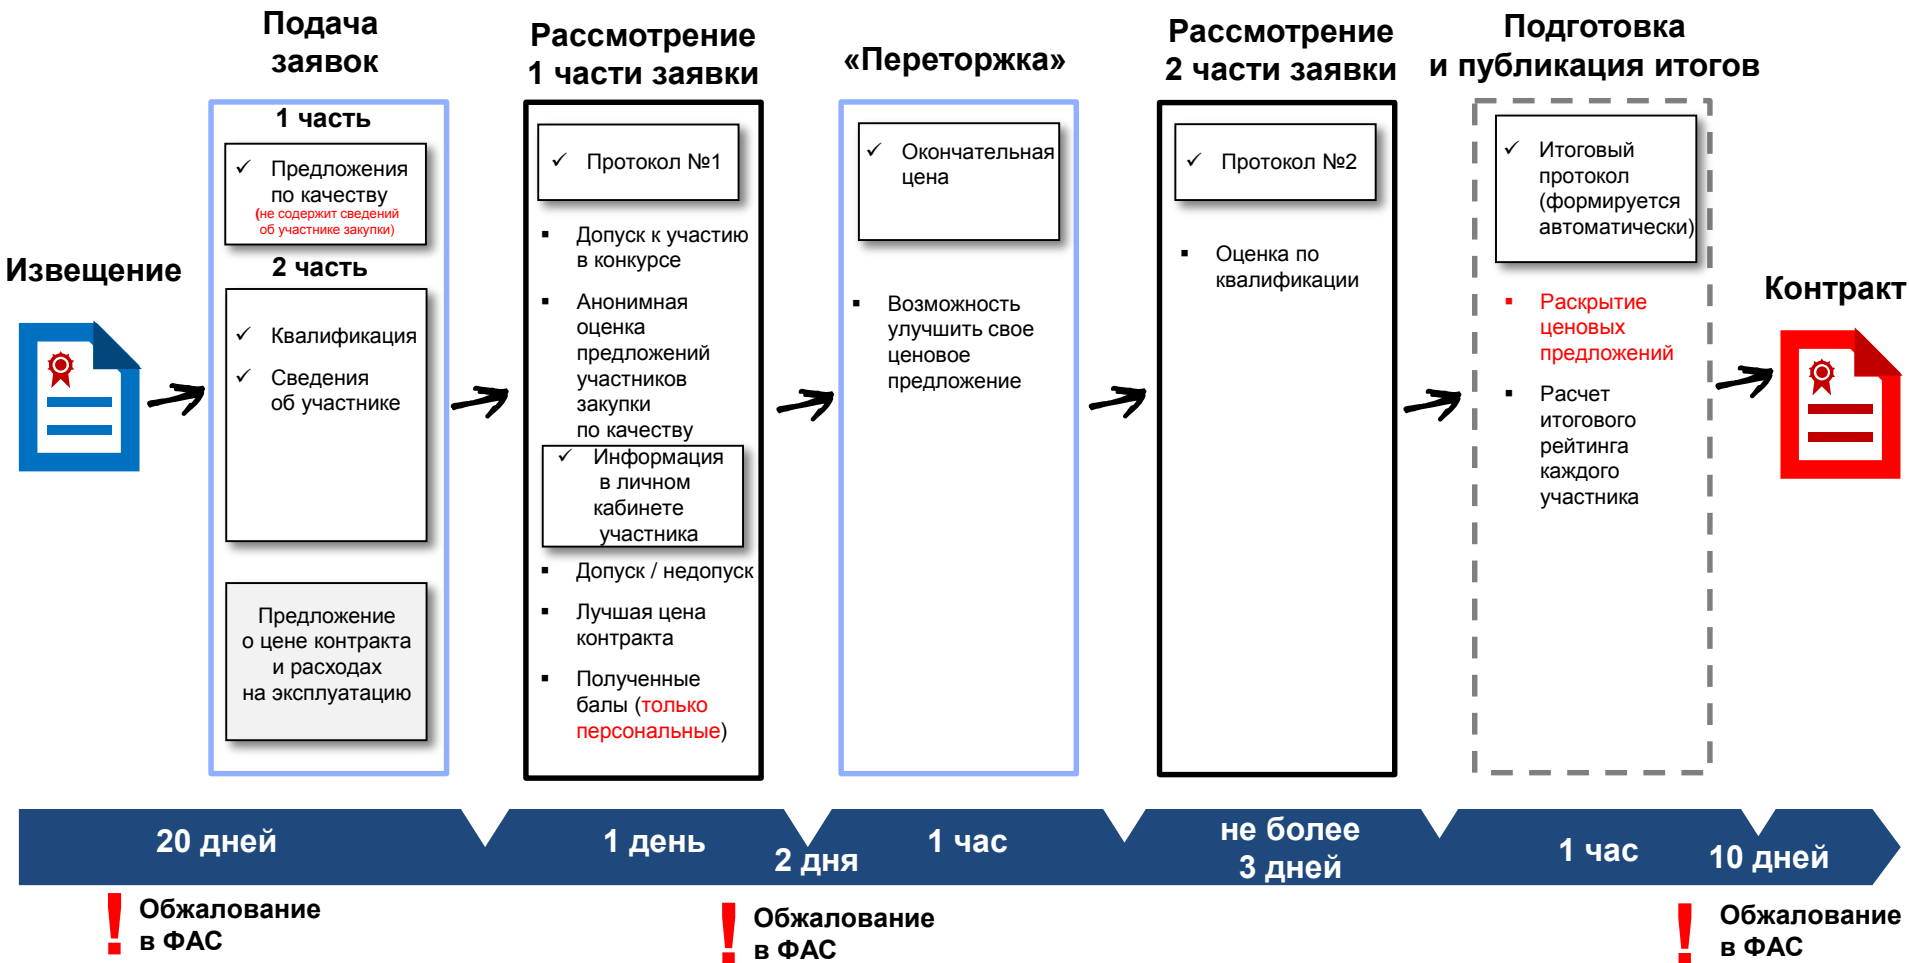 Извещение
Подача
заявок
1 часть
✓ Предложения
по качеству
(не содержит сведений
об участнике закупки)
2 часть
✓ Квалификация
✓ Сведения
об участнике
Предложение
о цене контракта
и расходах
на эксплуатацию
Рассмотрение
1 части заявки
✓ Протокол №1
▪ Допуск к участию
в конкурсе
▪ Анонимная
оценка
предложений
участников
закупки
по качеству
✓ Информация
в личном
кабинете
участника
▪ Допуск / недопуск
▪ Лучшая цена
контракта
▪ Полученные
балы (только
персональные)
«Переторжка»
✓ Окончательная
цена
▪ Возможность
улучшить свое
ценовое
предложение
Рассмотрение
2 части заявки
✓ Протокол №2
▪ Оценка по
квалификации
Подготовка
и публикация итогов
✓ Итоговый
протокол
(формируется
автоматически)
▪ Раскрытие
ценовых
предложений
▪ Расчет
итогового
рейтинга
каждого
участника
Контракт
20 дней
1 день
2 дня
1 час
не более
3 дней
1 час
10 дней
! Обжалование
в ФАС
! Обжалование
в ФАС
! Обжалование
в ФАС